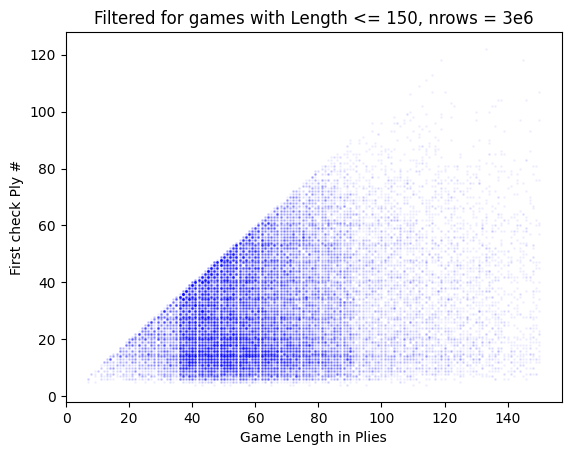 Filtered for games with Length <= 150, nrows = 3e6
120
100
80
60
40
20
0
First check Ply #
0 20 40 60 80 100 120 140
Game Length in Plies